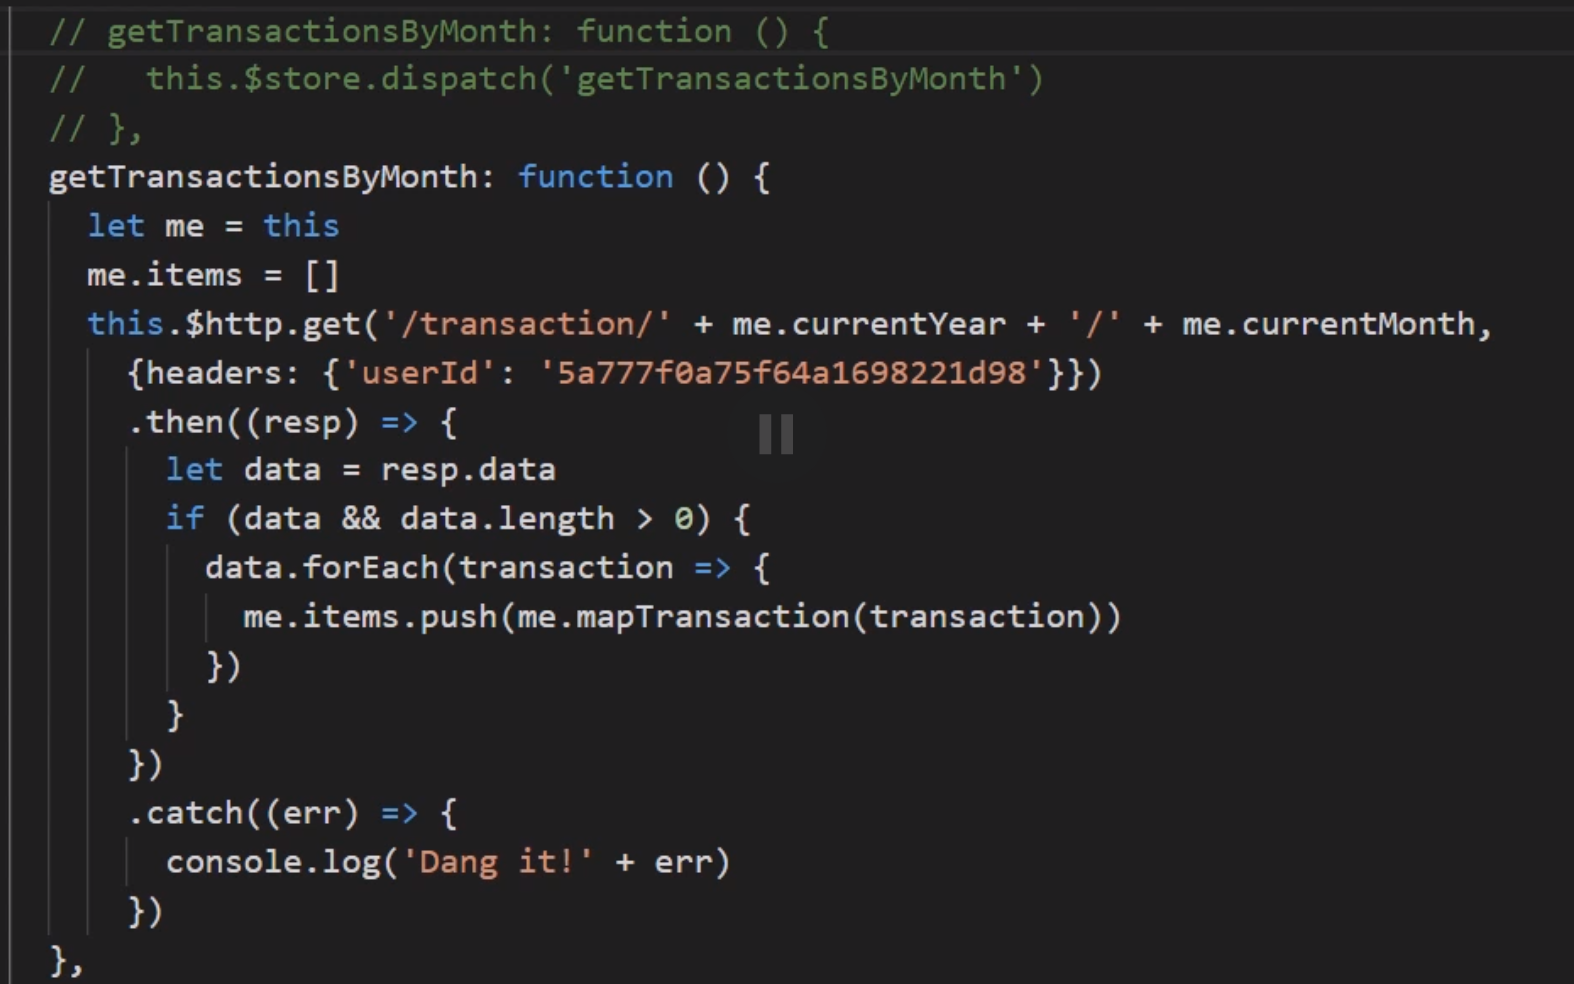 // getTransactionsByMonth: function () {
//   this.$store.dispatch('getTransactionsByMonth')
// },
getTransactionsByMonth: function () {
  let me = this
  me.items = []
  this.$http.get('/transaction/' + me.currentYear + '/' + me.currentMonth,
    {headers: {'userId': '5a777f0a75f64a1698221d98'}})
    .then((resp) => {
      let data = resp.data
      if (data && data.length > 0) {
        data.forEach(transaction => {
          me.items.push(me.mapTransaction(transaction))
        })
      }
    })
    .catch((err) => {
      console.log('Dang it!' + err)
    })
},